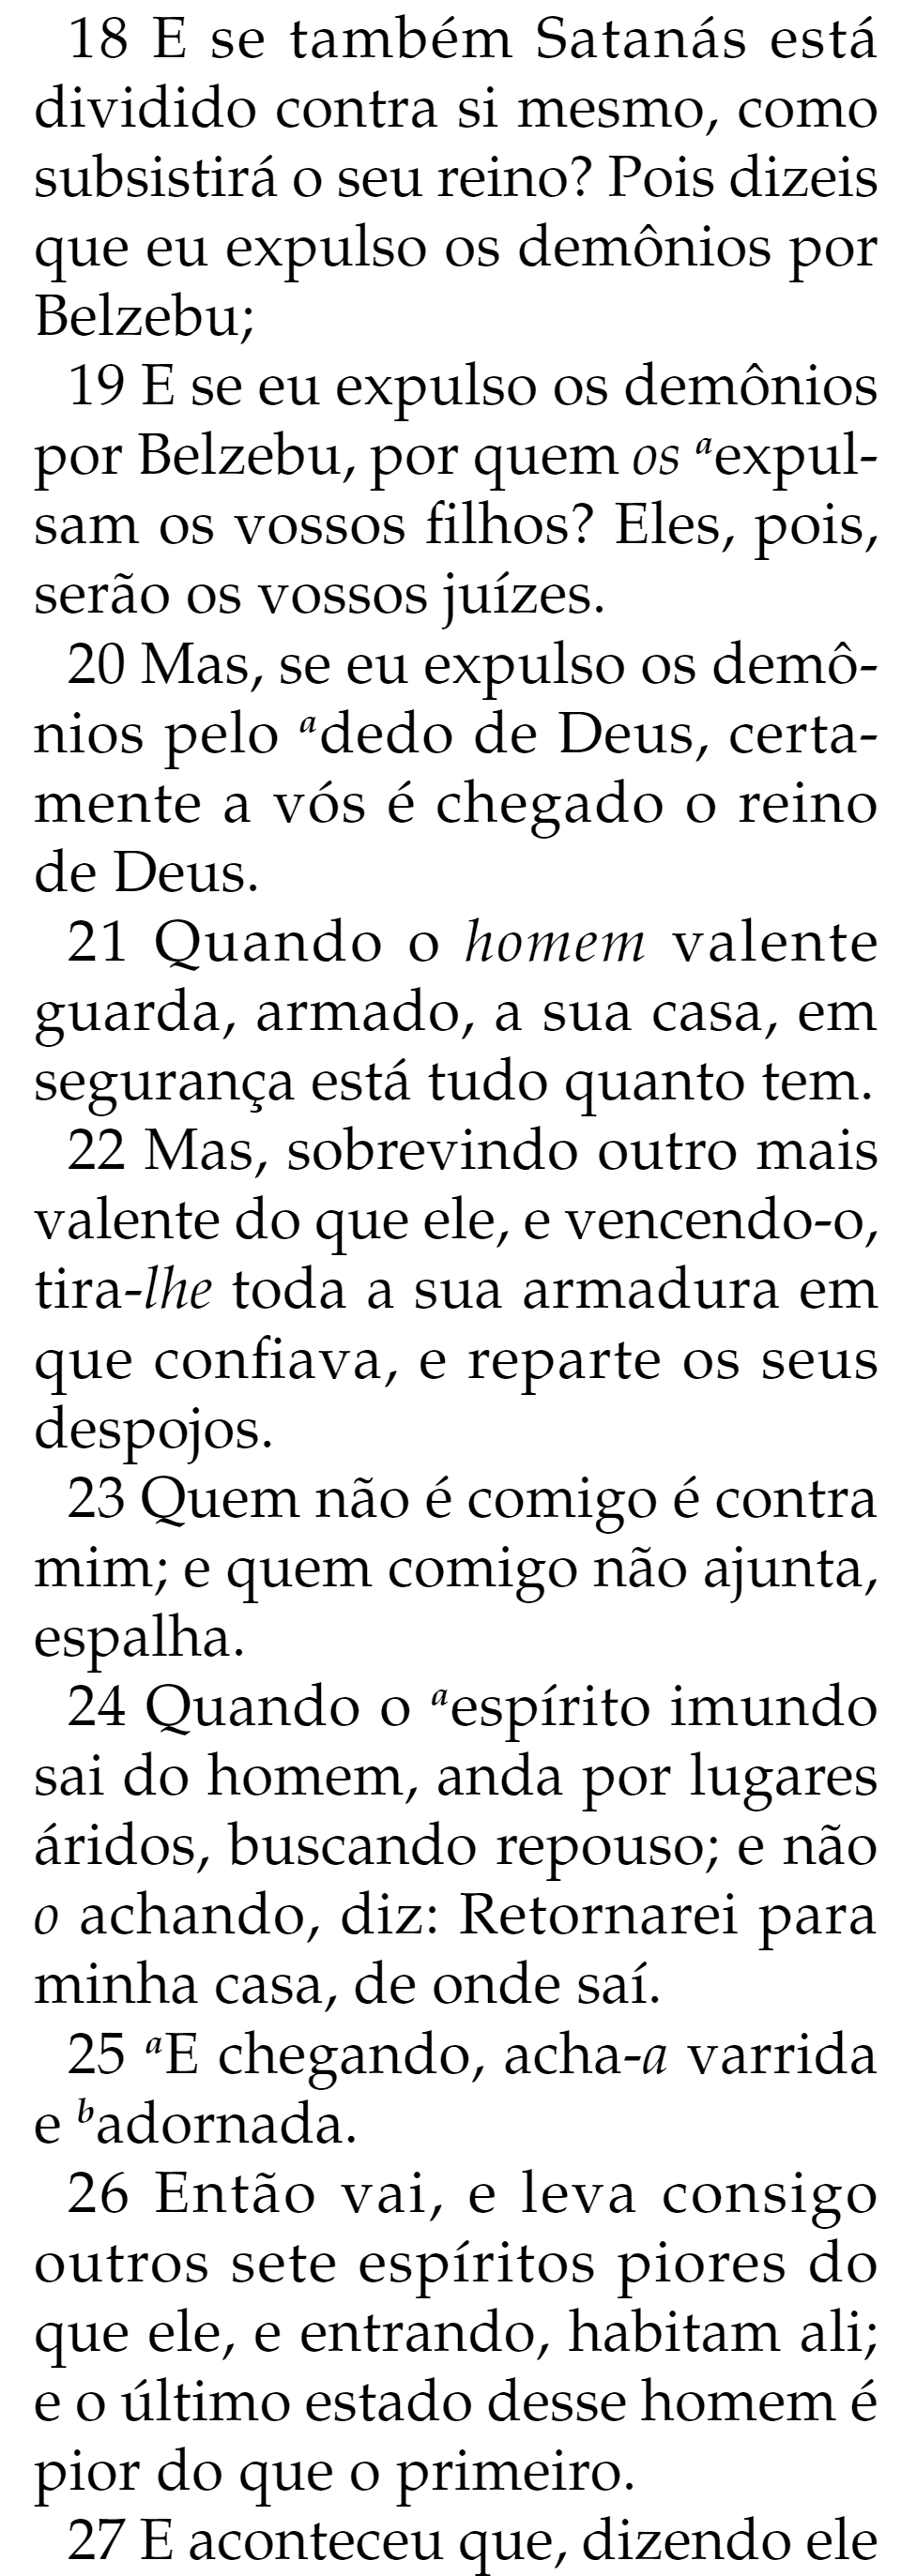 18 E se também Satanás está
dividido contra si mesmo, como
subsistirá o seu reino? Pois dizeis
que eu expulso os demônios por
Belzebu;
19 E se eu expulso os demônios
por Belzebu, por quem os ᵃexpul-
sam os vossos filhos? Eles, pois,
serão os vossos juízes.
20 Mas, se eu expulso os demô-
nios pelo ᵃdedo de Deus, certa-
mente a vós é chegado o reino
de Deus.
21 Quando o homem valente
guarda, armado, a sua casa, em
segurança está tudo quanto tem.
22 Mas, sobrevindo outro mais
valente do que ele, e vencendo-o,
tira-lhe toda a sua armadura em
que confiava, e reparte os seus
despojos.
23 Quem não é comigo é contra
mim; e quem comigo não ajunta,
espalha.
24 Quando o ᵃespírito imundo
sai do homem, anda por lugares
áridos, buscando repouso; e não
o achando, diz: Retornarei para
minha casa, de onde saí.
25 ᵃE chegando, acha-a varrida
e ᵇadornada.
26 Então vai, e leva consigo
outros sete espíritos piores do
que ele, e entrando, habitam ali;
e o último estado desse homem é
pior do que o primeiro.
27 E aconteceu que, dizendo ele